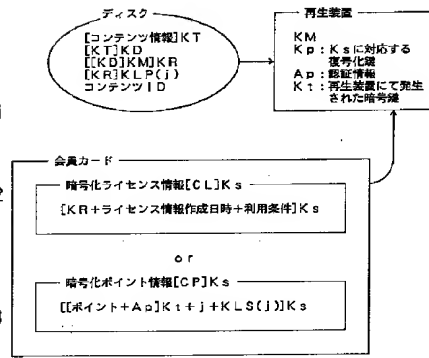 ディスク
[コンテンツ情報]KT
[KT]KD
[[KD]KM]KR
[KR]KLP(j)
コンテンツID
再生装置
KM
Kp:Ksに対応する
復号化鍵
Ap:認証情報
Kt:再生装置にて発生
された暗号鍵
会員カード
暗号化ライセンス情報[CL]Ks
[KR+ライセンス情報作成日時+利用条件]Ks
or
暗号化ポイント情報[CP]Ks
[[ポイント+Ap]Kt+j+KLS(j)]Ks